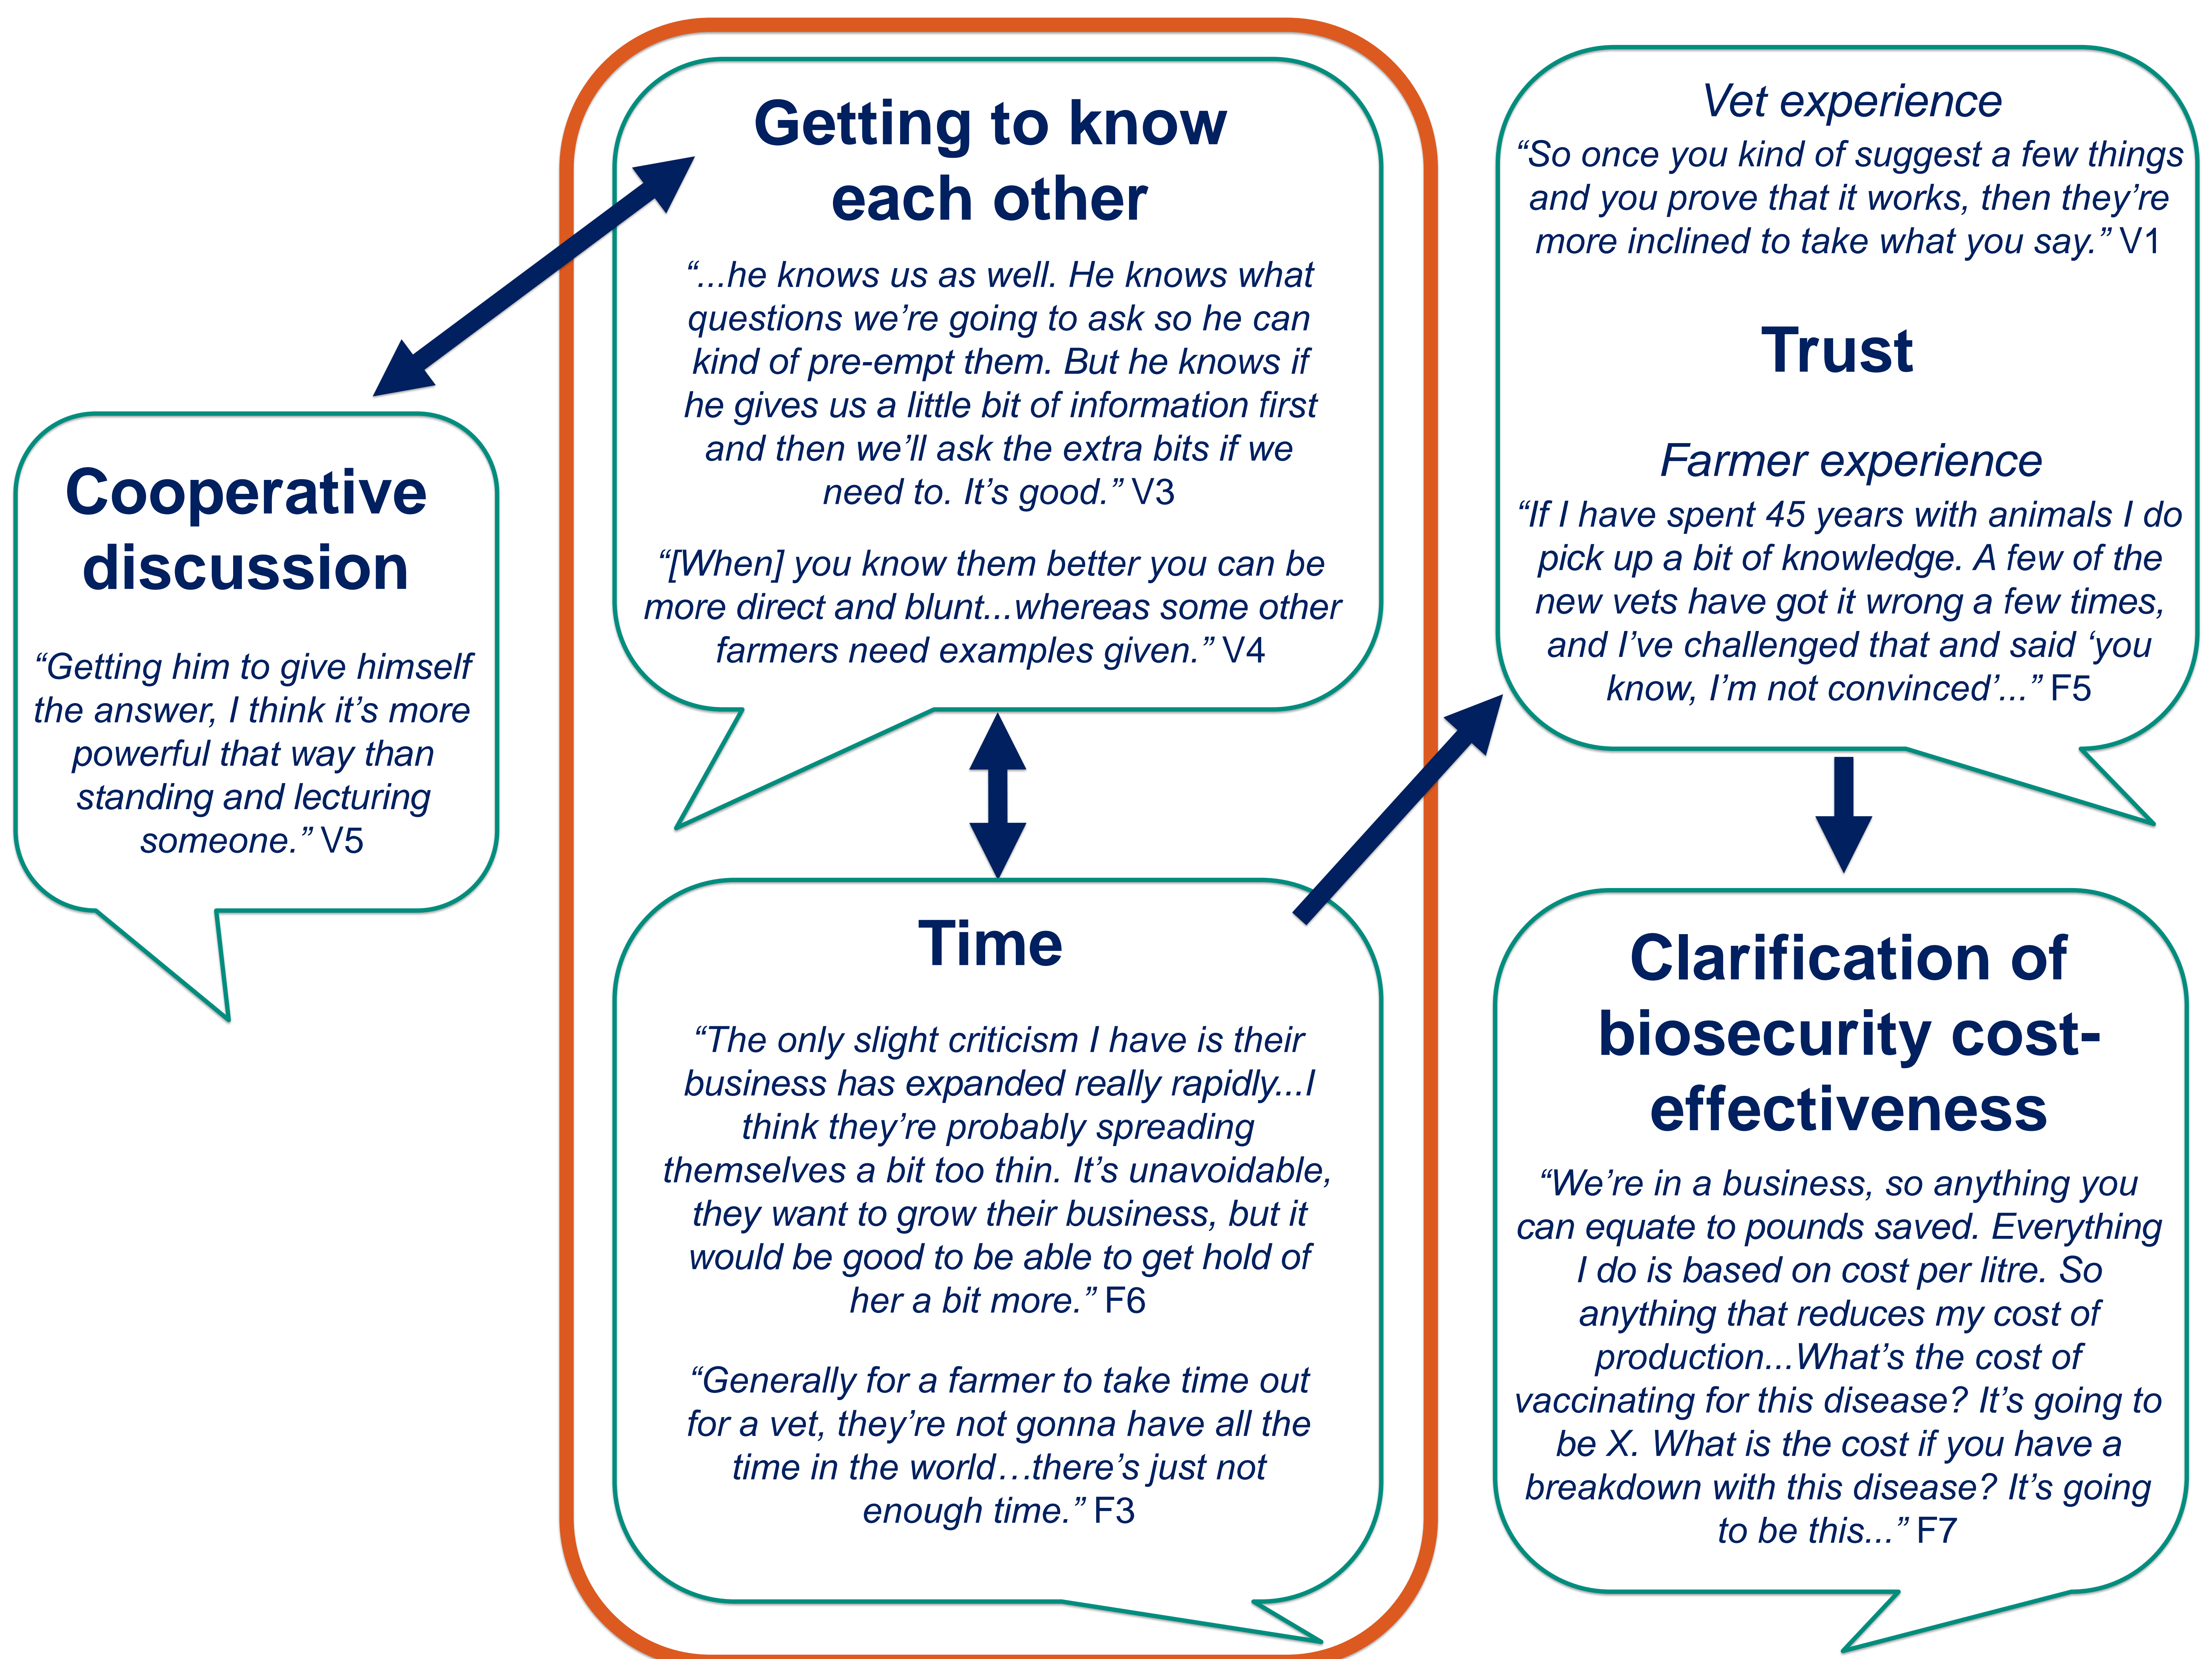 Cooperative
discussion
“Getting him to give himself
the answer, I think it’s more
powerful that way than
standing and lecturing
someone.” V5
Getting to know
each other
“...he knows us as well. He knows what
questions we’re going to ask so he can
kind of pre-empt them. But he knows if
he gives us a little bit of information first
and then we’ll ask the extra bits if we
need to. It’s good.” V3
“[When] you know them better you can be
more direct and blunt...whereas some other
farmers need examples given.” V4
Time
“The only slight criticism I have is their
business has expanded really rapidly...I
think they’re probably spreading
themselves a bit too thin. It’s unavoidable,
they want to grow their business, but it
would be good to be able to get hold of
her a bit more.” F6
“Generally for a farmer to take time out
for a vet, they’re not gonna have all the
time in the world…there’s just not
enough time.” F3
Vet experience
“So once you kind of suggest a few things
and you prove that it works, then they’re
more inclined to take what you say.” V1
Trust
Farmer experience
“If I have spent 45 years with animals I do
pick up a bit of knowledge. A few of the
new vets have got it wrong a few times,
and I’ve challenged that and said ‘you
know, I’m not convinced’...” F5
Clarification of
biosecurity cost-
effectiveness
“We’re in a business, so anything you
can equate to pounds saved. Everything
I do is based on cost per litre. So
anything that reduces my cost of
production...What’s the cost of
vaccinating for this disease? It’s going to
be X. What is the cost if you have a
breakdown with this disease? It’s going
to be this...” F7